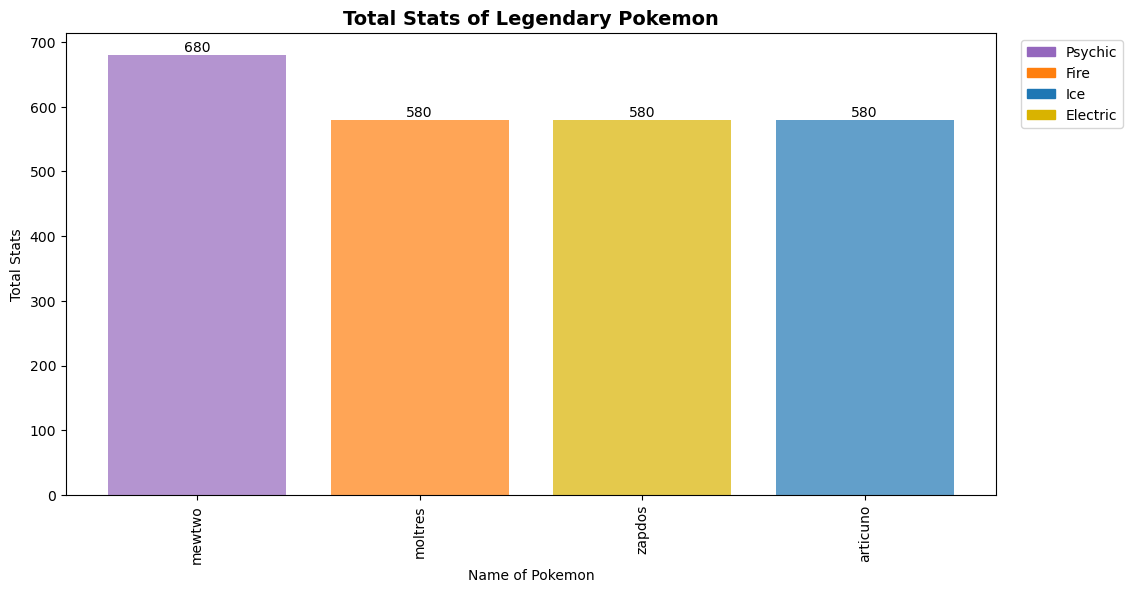 Total Stats of Legendary Pokemon
Psychic
Fire
Ice
Electric
Total Stats
700
600
500
400
300
200
100
0
680
580
580
580
mewtwo
moltres
zapdos
articuno
Name of Pokemon